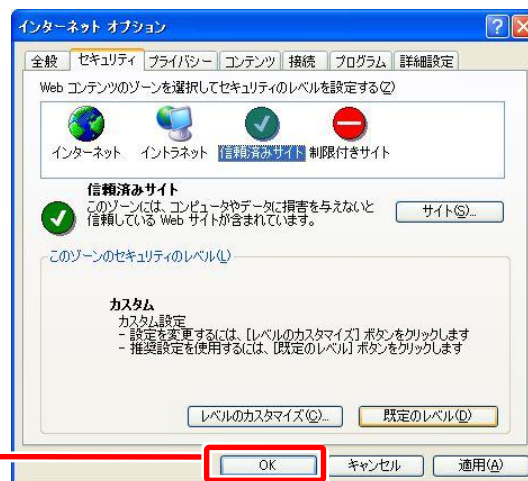 インターネット オプション
全般 セキュリティ プライバシー コンテンツ 接続 プログラム 詳細設定
Web コンテンツのゾーンを選択してセキュリティのレベルを設定する(Z)
インターネット イントラネット 信頼済みサイト 制限付きサイト
信頼済みサイト
このゾーンには、コンピュータやデータに損害を与えないと
信頼している Web サイトが含まれています。
サイト(S)...
このゾーンのセキュリティのレベル(L)
カスタム
カスタム設定
- 設定を変更するには、[レベルのカスタマイズ] ボタンをクリックします
- 推奨設定を使用するには、[既定のレベル] ボタンをクリックします
レベルのカスタマイズ(C)... 既定のレベル(D)
OK キャンセル 適用(A)